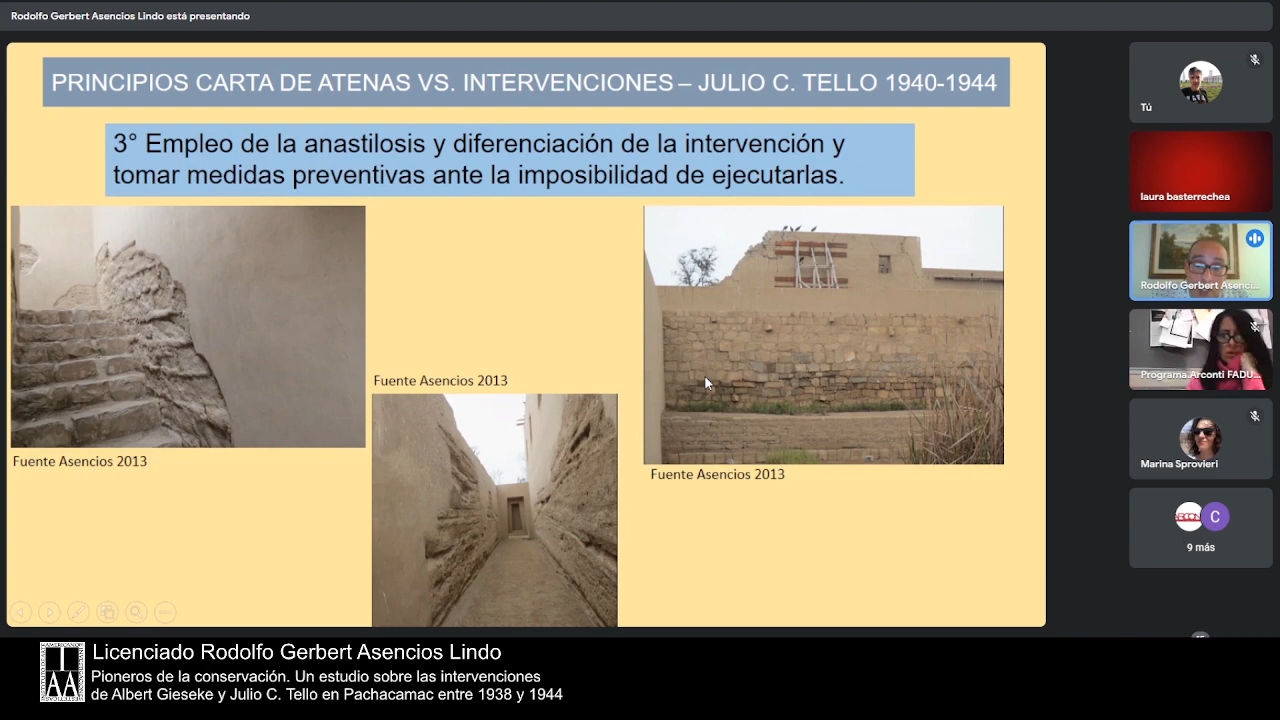 Rodolfo Gerbert Asencios Lindo está presentando
PRINCIPIOS CARTA DE ATENAS VS. INTERVENCIONES – JULIO C. TELLO 1940-1944
3° Empleo de la anastilosis y diferenciación de la intervención y
tomar medidas preventivas ante la imposibilidad de ejecutarlas.
Fuente Asencios 2013
Fuente Asencios 2013
Fuente Asencios 2013
Tú
laura basterrechea
Rodolfo Gerbert Asenci...
Programa Arconti FADU...
Marina Sprovieri
C
9 más
Licenciado Rodolfo Gerbert Asencios Lindo
Pioneros de la conservación. Un estudio sobre las intervenciones
de Albert Gieseke y Julio C. Tello en Pachacamac entre 1938 y 1944